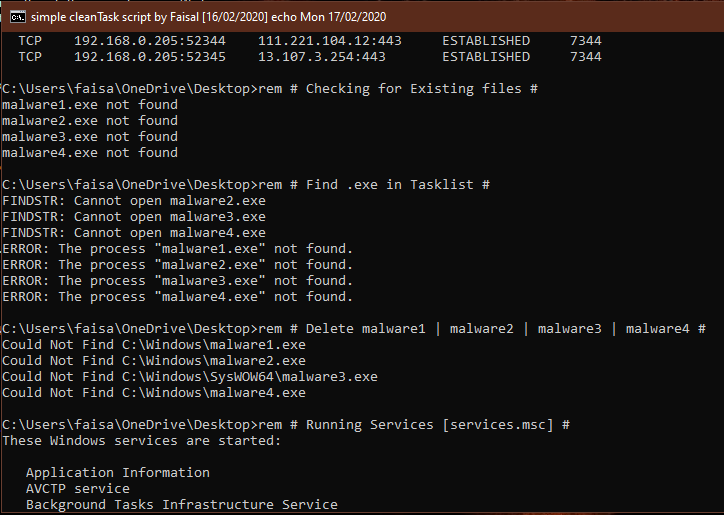 simple cleanTask script by Faisal [16/02/2020] echo Mon 17/02/2020
TCP 192.168.0.205:52344 111.221.104.12:443 ESTABLISHED 7344
TCP 192.168.0.205:52345 13.107.3.254:443 ESTABLISHED 7344
C:\Users\faisa\OneDrive\Desktop>rem # Checking for Existing files #
malware1.exe not found
malware2.exe not found
malware3.exe not found
malware4.exe not found
C:\Users\faisa\OneDrive\Desktop>rem # Find .exe in Tasklist #
FINDSTR: Cannot open malware2.exe
FINDSTR: Cannot open malware3.exe
FINDSTR: Cannot open malware4.exe
ERROR: The process "malware1.exe" not found.
ERROR: The process "malware2.exe" not found.
ERROR: The process "malware3.exe" not found.
ERROR: The process "malware4.exe" not found.
C:\Users\faisa\OneDrive\Desktop>rem # Delete malware1 | malware2 | malware3 | malware4 #
Could Not Find C:\Windows\malware1.exe
Could Not Find C:\Windows\malware2.exe
Could Not Find C:\Windows\SysWOW64\malware3.exe
Could Not Find C:\Windows\malware4.exe
C:\Users\faisa\OneDrive\Desktop>rem # Running Services [services.msc] #
These Windows services are started:
Application Information
AVCTP service
Background Tasks Infrastructure Service